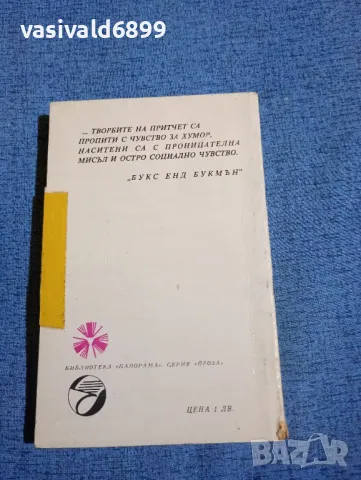 vasivald6899
... ТВОРБИТЕ НА ПРИТЧЕТ СА
ПРОПИТИ С ЧУВСТВО ЗА ХУМОР,
НАСИТЕНИ СА С ПРОНИЦАТЕЛНА
МИСЪЛ И ОСТРО СОЦИАЛНО ЧУВСТВО.
„БУКС ЕНД БУКМЪН"
БИБЛИОТЕКА «ПАНОРАМА». СЕРИЯ «ПРОЗА»
ЦЕНА 1 ЛВ.
BAZAR